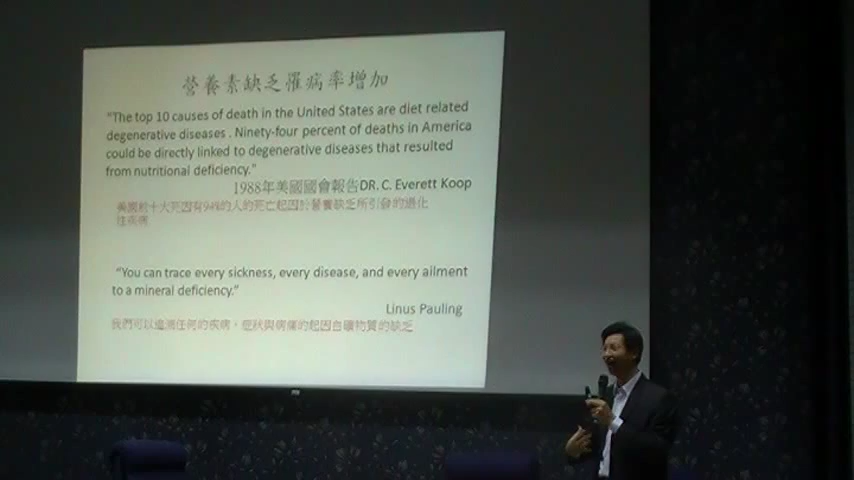 營養素缺乏罹病率增加
“The top 10 causes of death in the United States are diet related
degenerative diseases . Ninety-four percent of deaths in America
could be directly linked to degenerative diseases that resulted
from nutritional deficiency.”
1988年美國國會報告DR. C. Everett Koop
美國前十大死因有94%的人的死亡起因於營養缺乏所引發的退化
性疾病
“You can trace every sickness, every disease, and every ailment
to a mineral deficiency.”
Linus Pauling
我們可以追溯任何的疾病，症狀與病痛的起因自礦物質的缺乏